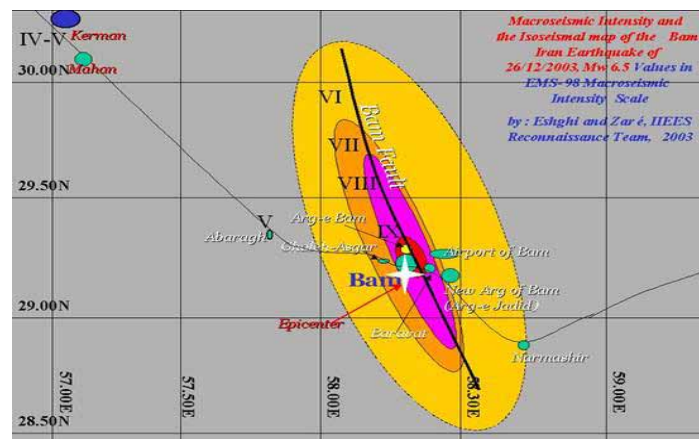 Macroseismic Intensity and
the Isoseismal map of the Bam
Iran Earthquake of
26/12/2003, Mw 6.5 Values in
EMS-98 Macroseismic
Intensity Scale
by : Eshghi and Zaré, IIEES
Reconnaissance Team, 2003
Kerman
IV-V
Mahan
30.00N
VI
Bam Fault
VII
29.50N
VIII
V
Arg-e Bam
IX
Abaragh
Cheleb-Asgar
Airport of Bam
Bam
New Arg of Bam
(Arg-e Jadid)
29.00N
Epicenter
Baravat
Narmashir
57.00E
57.50E
58.00E
58.30E
59.00E
28.50N